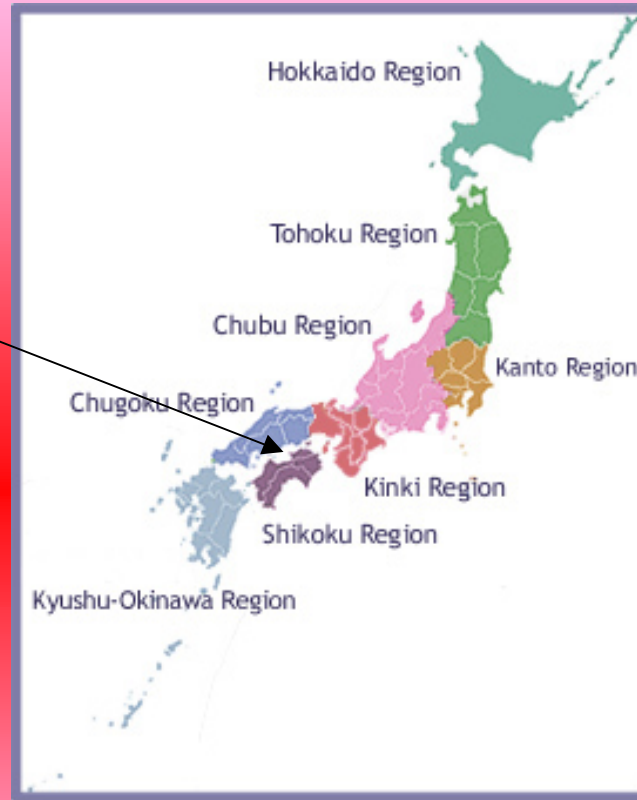 Hokkaido Region
Tohoku Region
Chubu Region
Kanto Region
Chugoku Region
Kinki Region
Shikoku Region
Kyushu-Okinawa Region